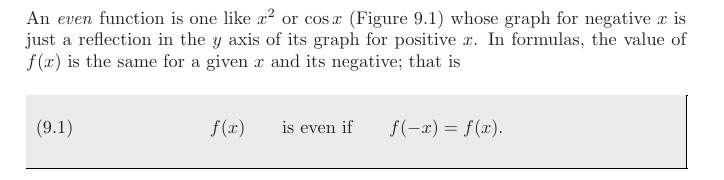 An even function is one like x² or cos x (Figure 9.1) whose graph for negative x is
just a reflection in the y axis of its graph for positive x. In formulas, the value of
f(x) is the same for a given x and its negative; that is
(9.1) f(x) is even if f(−x) = f(x).